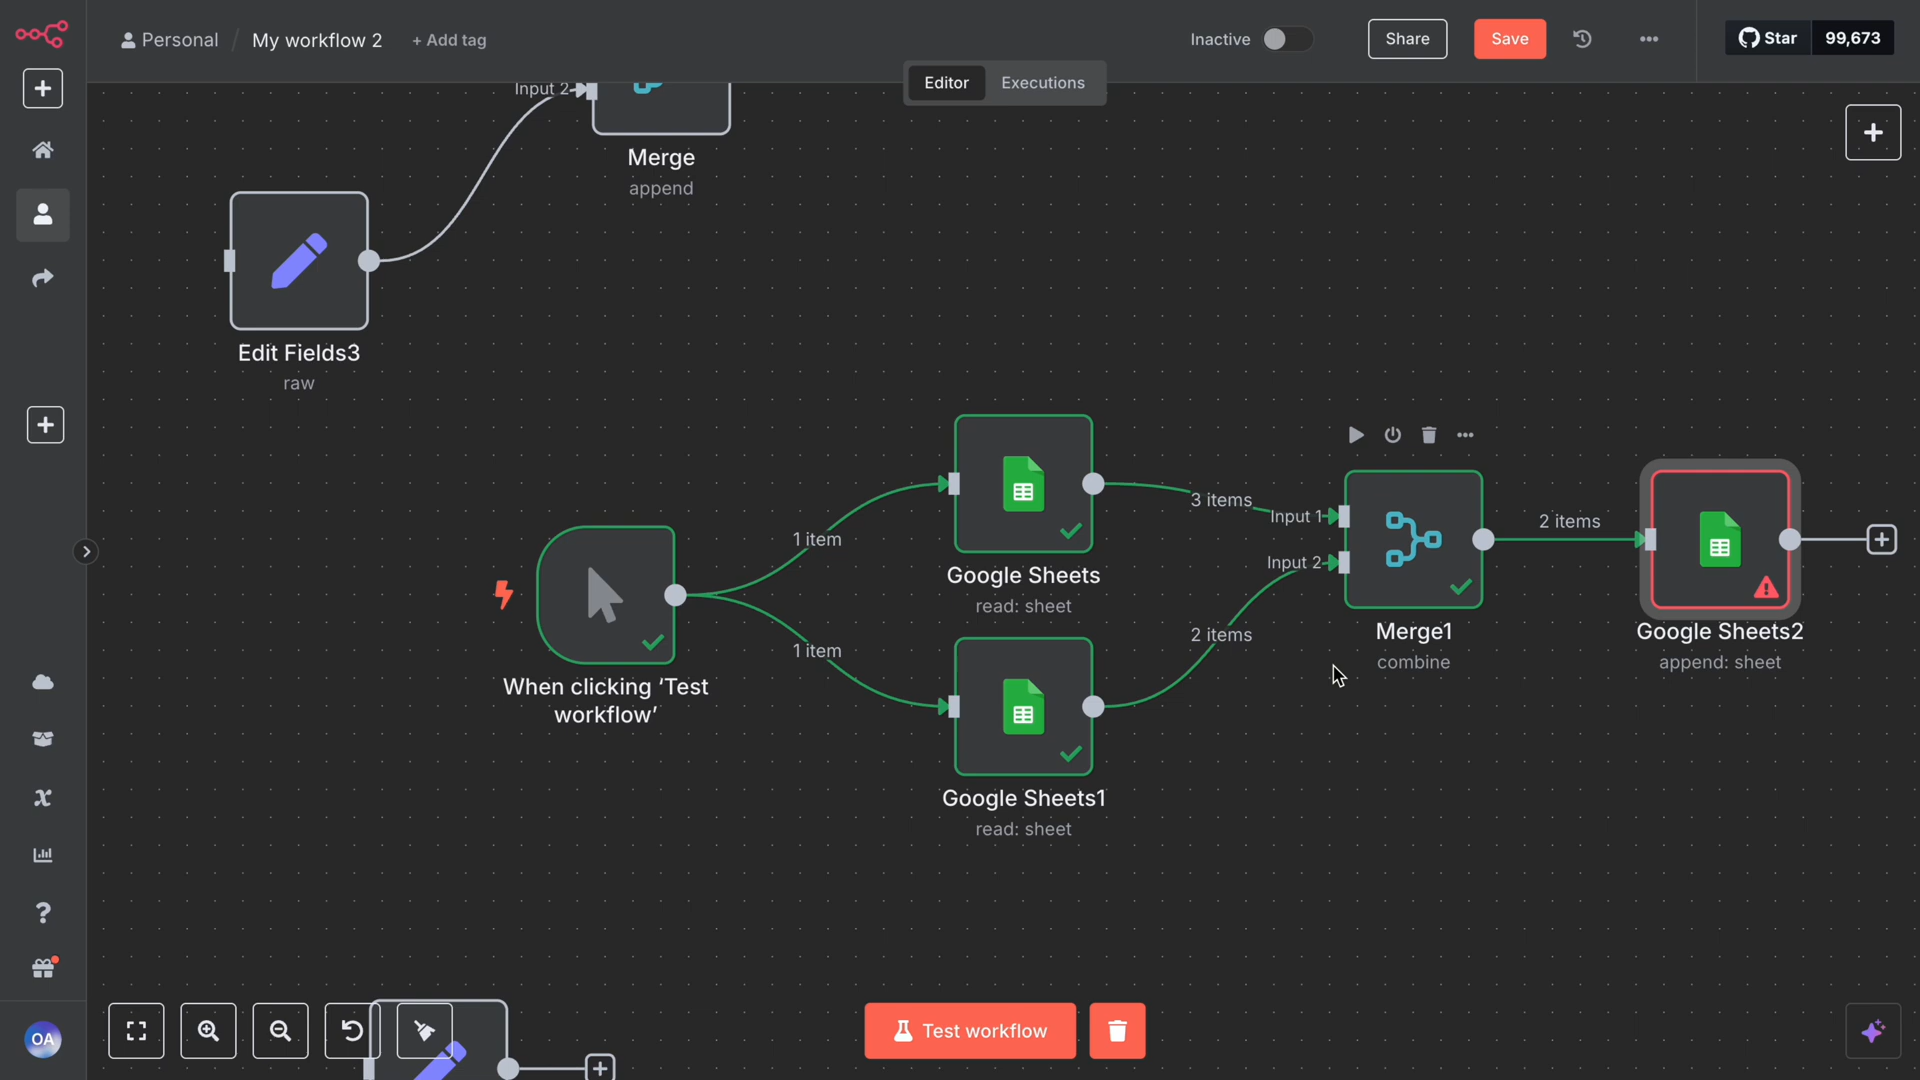 Personal / My workflow 2 + Add tag
Inactive
Share
Save
Star 99,673
Editor Executions
Input 2
Merge
append
Edit Fields3
raw
1 item
3 items
Input 1
Input 2
2 items
Google Sheets
read: sheet
Merge1
combine
Google Sheets2
append: sheet
1 item
2 items
When clicking ‘Test
workflow’
Google Sheets1
read: sheet
Test workflow
OA